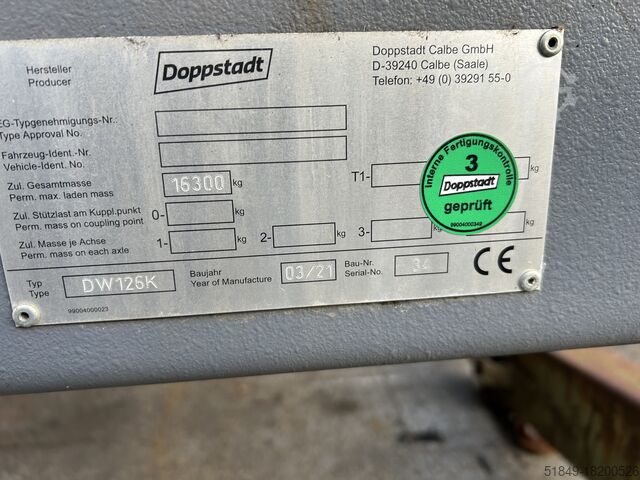 Hersteller
Producer
Doppstadt
Doppstadt Calbe GmbH
D-39240 Calbe (Saale)
Telefon: +49 (0) 39291 55-0
EG-Typgenehmigungs-Nr.:
Type Approval No.
Fahrzeug-Ident.-Nr.
Vehicle-Ident. No.
Zul. Gesamtmasse
Perm. max. laden mass
16300 kg
T1-
kg
Zul. Stützlast am Kuppl.punkt
Perm. mass on coupling point
0-
kg
Zul. Masse je Achse
Perm. mass on each axle
1-
kg
2-
kg
3-
kg
Interne Fertigungskontrolle
3
Doppstadt
geprüft
99004000349
Typ
Type
DW126K
Baujahr
Year of Manufacture
03/21
Bau-Nr.
Serial-No.
34
CE
99004000023
51849-18200526